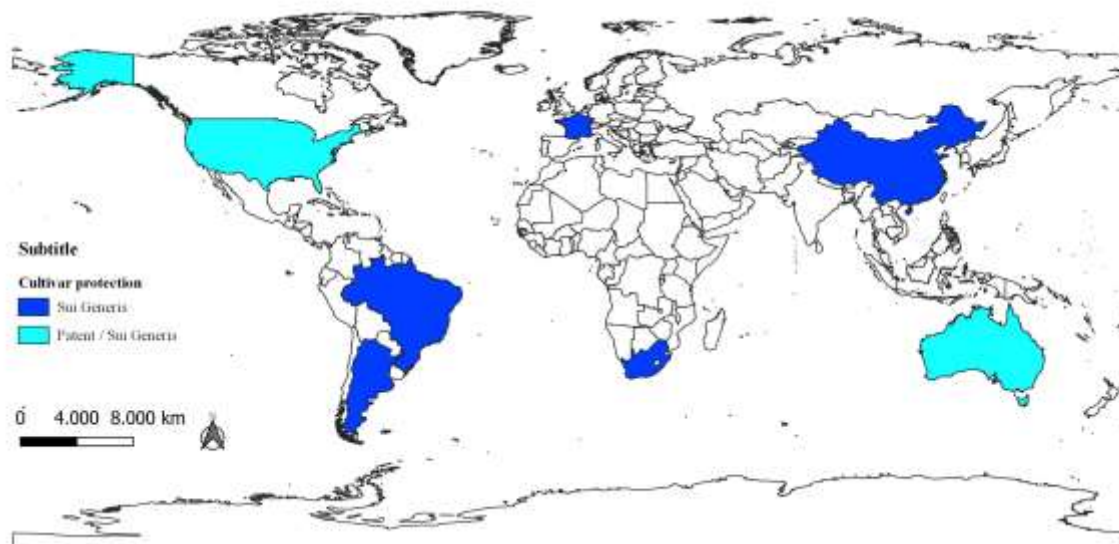 Subtitle
Cultivar protection
Sui Generis
Patent / Sui Generis
0 4.000 8.000 km